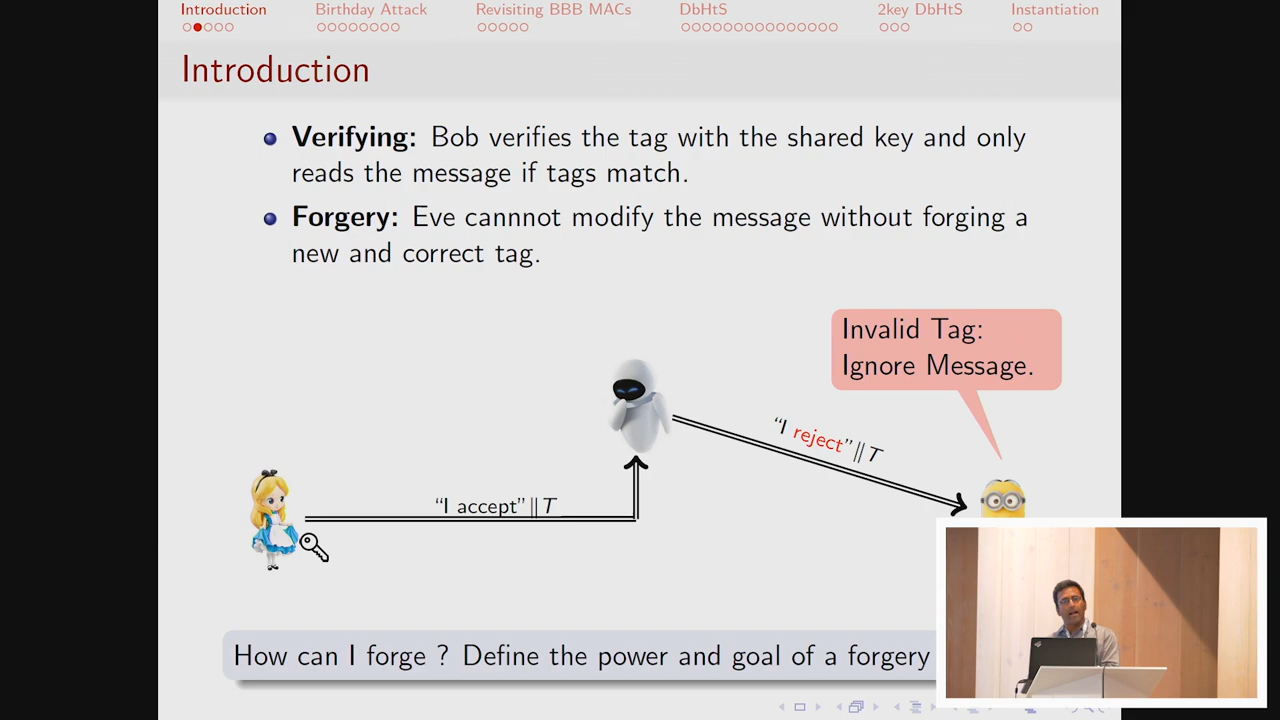 Introduction Birthday Attack Revisiting BBB MACs DbHtS 2key DbHtS Instantiation
Introduction
Verifying: Bob verifies the tag with the shared key and only
reads the message if tags match.
Forgery: Eve cannnot modify the message without forging a
new and correct tag.
Invalid Tag:
Ignore Message.
“I reject”∥T
“I accept”∥T
How can I forge ? Define the power and goal of a forgery